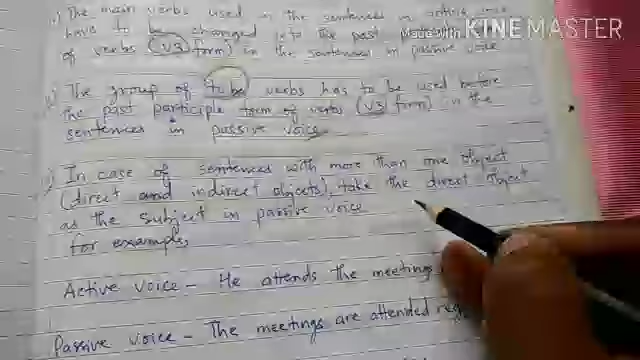 The main verbs used in the sentences in active voice
have to be changed into the past
of verbs (V3 form) in the sentences in passive voice
Made with KINEMASTER
The group of to be verbs has to be used before
the past participle form of verbs (V3 form) in the
sentences in passive voice
In case of sentences with more than one object
(direct and indirect objects), take the direct object
as the subject in passive voice
for example,
Active voice - He attends the meetings
Passive voice - The meetings are attended reg